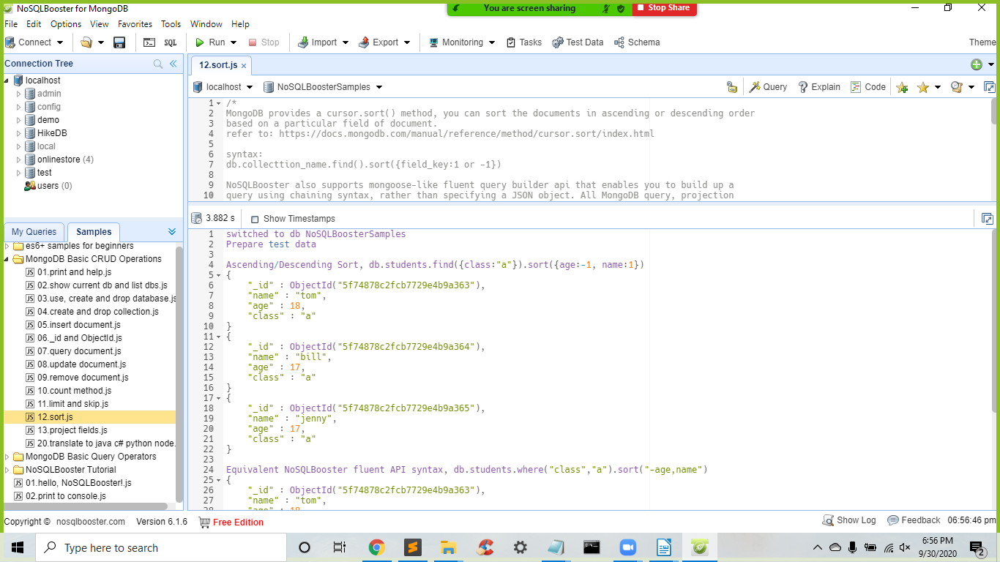 NoSQLBooster for MongoDB
You are screen sharing
Stop Share
File Edit Options View Favorites Tools Window Help
Connect SQL Run Stop Import Export Monitoring Tasks Test Data Schema Theme
Connection Tree
localhost
admin
config
demo
HikeDB
local
onlinestore (4)
test
users (0)
My Queries Samples
es6+ samples for beginners
MongoDB Basic CRUD Operations
JS 01.print and help.js
JS 02.show current db and list dbs.js
JS 03.use, create and drop database.js
JS 04.create and drop collection.js
JS 05.insert document.js
JS 06._id and ObjectId.js
JS 07.query document.js
JS 08.update document.js
JS 09.remove document.js
JS 10.count method.js
JS 11.limit and skip.js
JS 12.sort.js
JS 13.project fields.js
JS 20.translate to java c# python node.
MongoDB Basic Query Operators
NoSQLBooster Tutorial
JS 01.hello, NoSQLBooster!.js
JS 02.print to console.js
12.sort.js ×
localhost NoSQLBoosterSamples Query Explain Code
1 /*
2 MongoDB provides a cursor.sort() method, you can sort the documents in ascending or descending order
3 based on a particular field of document.
4 refer to: https://docs.mongodb.com/manual/reference/method/cursor.sort/index.html
5
6 syntax:
7 db.collecttion_name.find().sort({field_key:1 or -1})
8
9 NoSQLBooster also supports mongoose-like fluent query builder api that enables you to build up a
10 query using chaining syntax, rather than specifying a JSON object. All MongoDB query, projection
3.882 s Show Timestamps
1 switched to db NoSQLBoosterSamples
2 Prepare test data
3
4 Ascending/Descending Sort, db.students.find({class:"a"}).sort({age:-1, name:1})
5 {
6 "_id" : ObjectId("5f74878c2fcb7729e4b9a363"),
7 "name" : "tom",
8 "age" : 18,
9 "class" : "a"
10 }
11 {
12 "_id" : ObjectId("5f74878c2fcb7729e4b9a364"),
13 "name" : "bill",
14 "age" : 17,
15 "class" : "a"
16 }
17 {
18 "_id" : ObjectId("5f74878c2fcb7729e4b9a365"),
19 "name" : "jenny",
20 "age" : 17,
21 "class" : "a"
22 }
23
24 Equivalent NoSQLBooster fluent API syntax, db.students.where("class","a").sort("-age,name")
25 {
26 "_id" : ObjectId("5f74878c2fcb7729e4b9a363"),
27 "name" : "tom",
28 "age" : 18
Copyright © nosqlbooster.com Version 6.1.6 Free Edition Show Log Feedback 06:56:46 pm
Type here to search
6:56 PM
9/30/2020
2